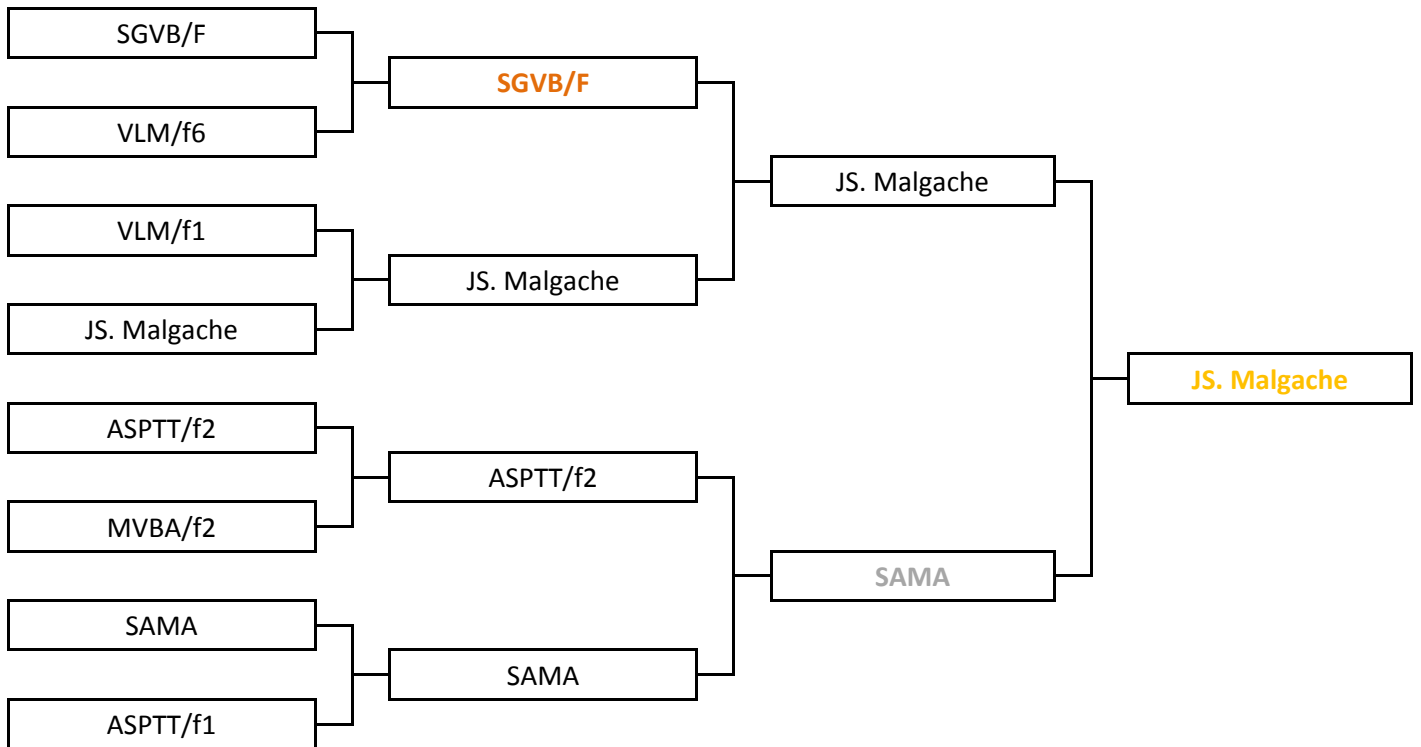 SGVB/F
VLM/f6
VLM/f1
JS. Malgache
ASPTT/f2
MVBA/f2
SAMA
ASPTT/f1
SGVB/F
JS. Malgache
ASPTT/f2
SAMA
JS. Malgache
SAMA
JS. Malgache